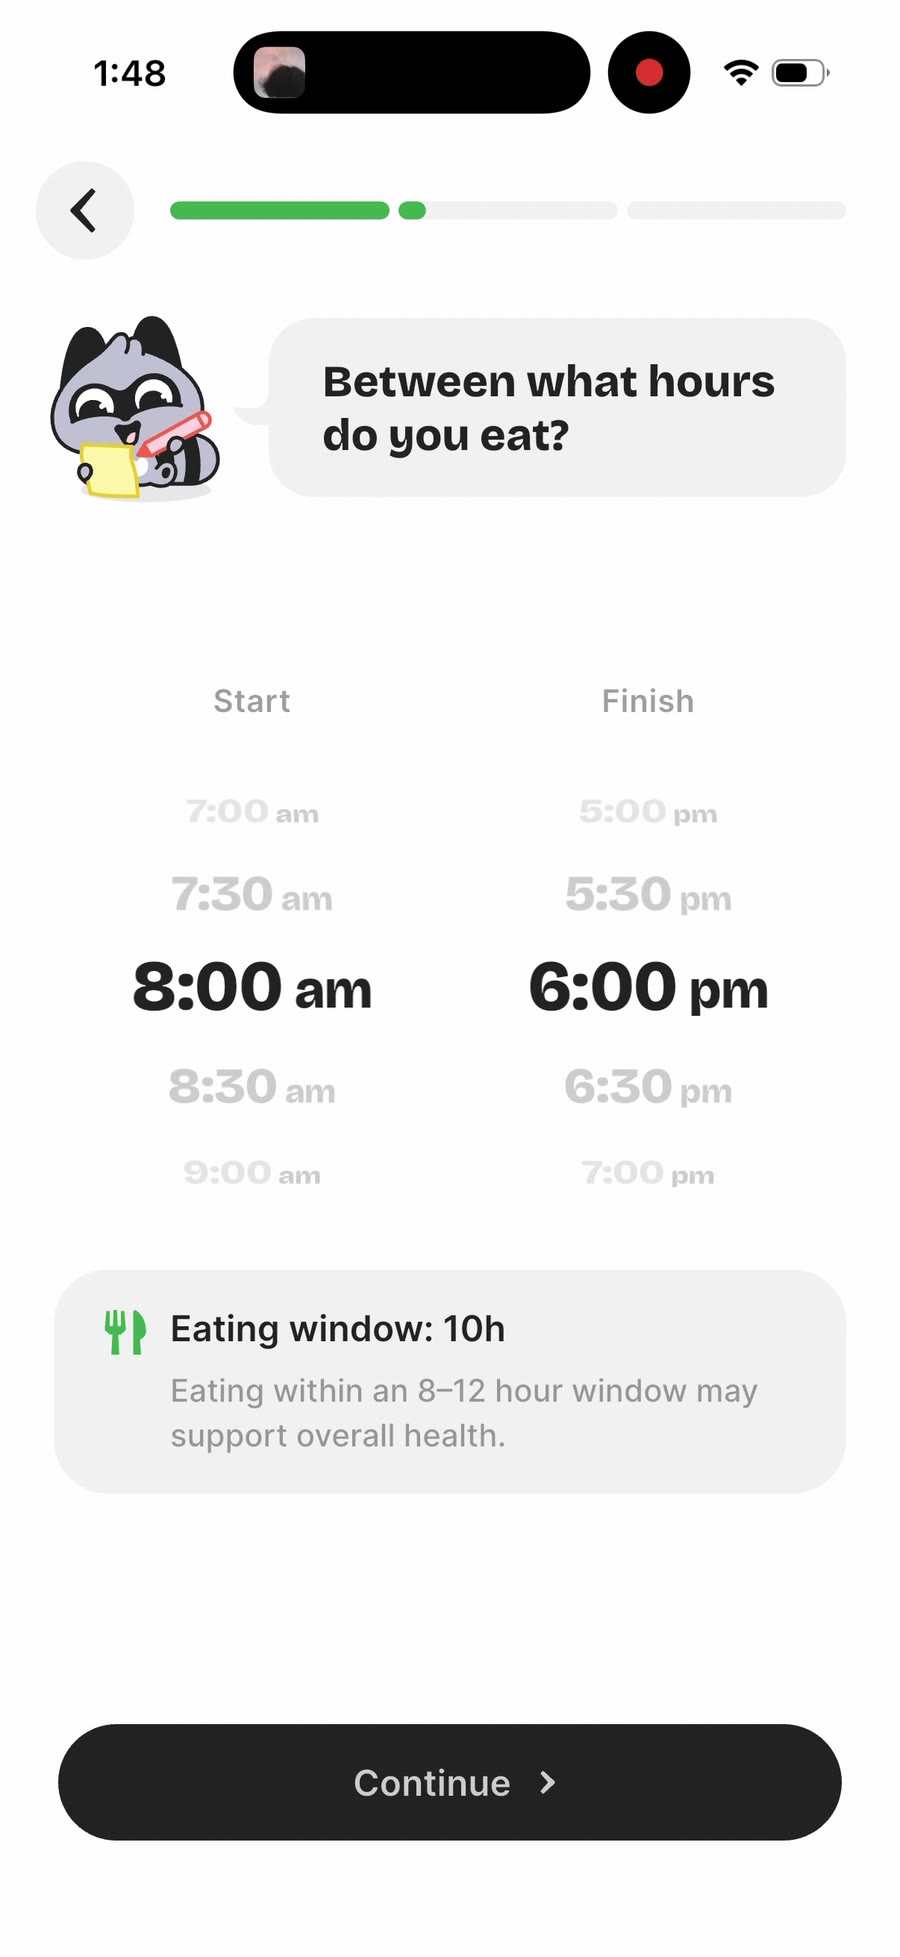 1:48
Between what hours
do you eat?
Start Finish
7:00 am 5:00 pm
7:30 am 5:30 pm
8:00 am 6:00 pm
8:30 am 6:30 pm
9:00 am 7:00 pm
Eating window: 10h
Eating within an 8–12 hour window may
support overall health.
Continue